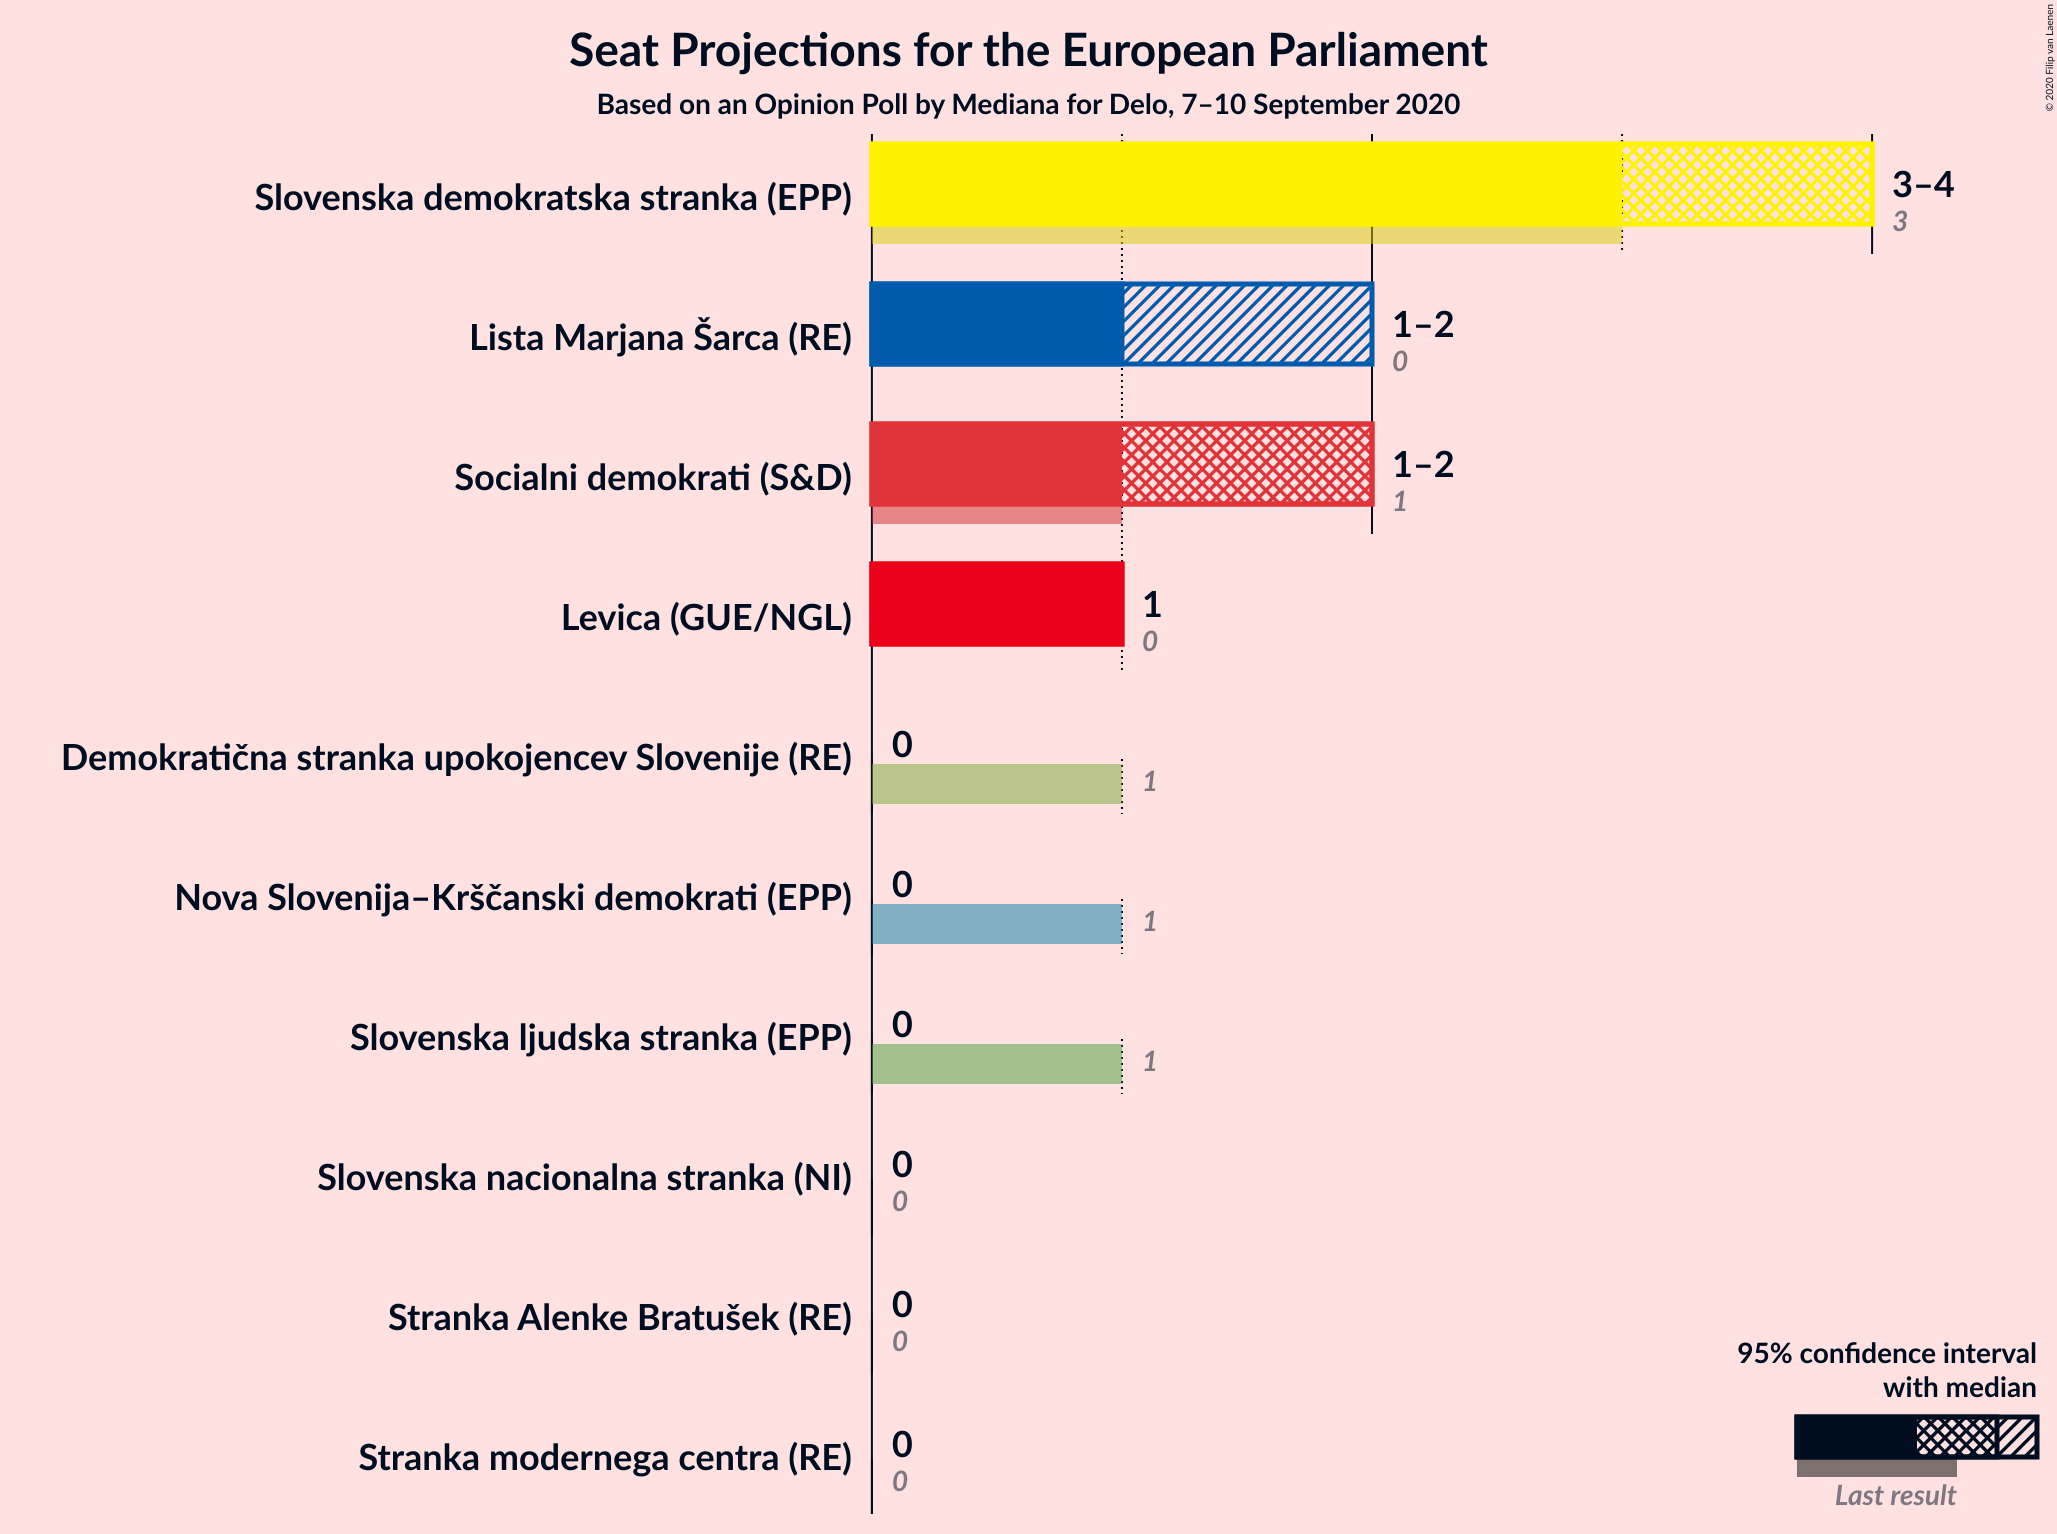 Seat Projections for the European Parliament
Based on an Opinion Poll by Mediana for Delo, 7–10 September 2020
© 2020 Filip van Laenen
Slovenska demokratska stranka (EPP)
3–4
3
Lista Marjana Šarca (RE)
1–2
0
Socialni demokrati (S&D)
1–2
1
Levica (GUE/NGL)
1
0
Demokratična stranka upokojencev Slovenije (RE)
0
1
Nova Slovenija–Krščanski demokrati (EPP)
0
1
Slovenska ljudska stranka (EPP)
0
1
Slovenska nacionalna stranka (NI)
0
0
Stranka Alenke Bratušek (RE)
0
0
Stranka modernega centra (RE)
0
0
95% confidence interval
with median
Last result